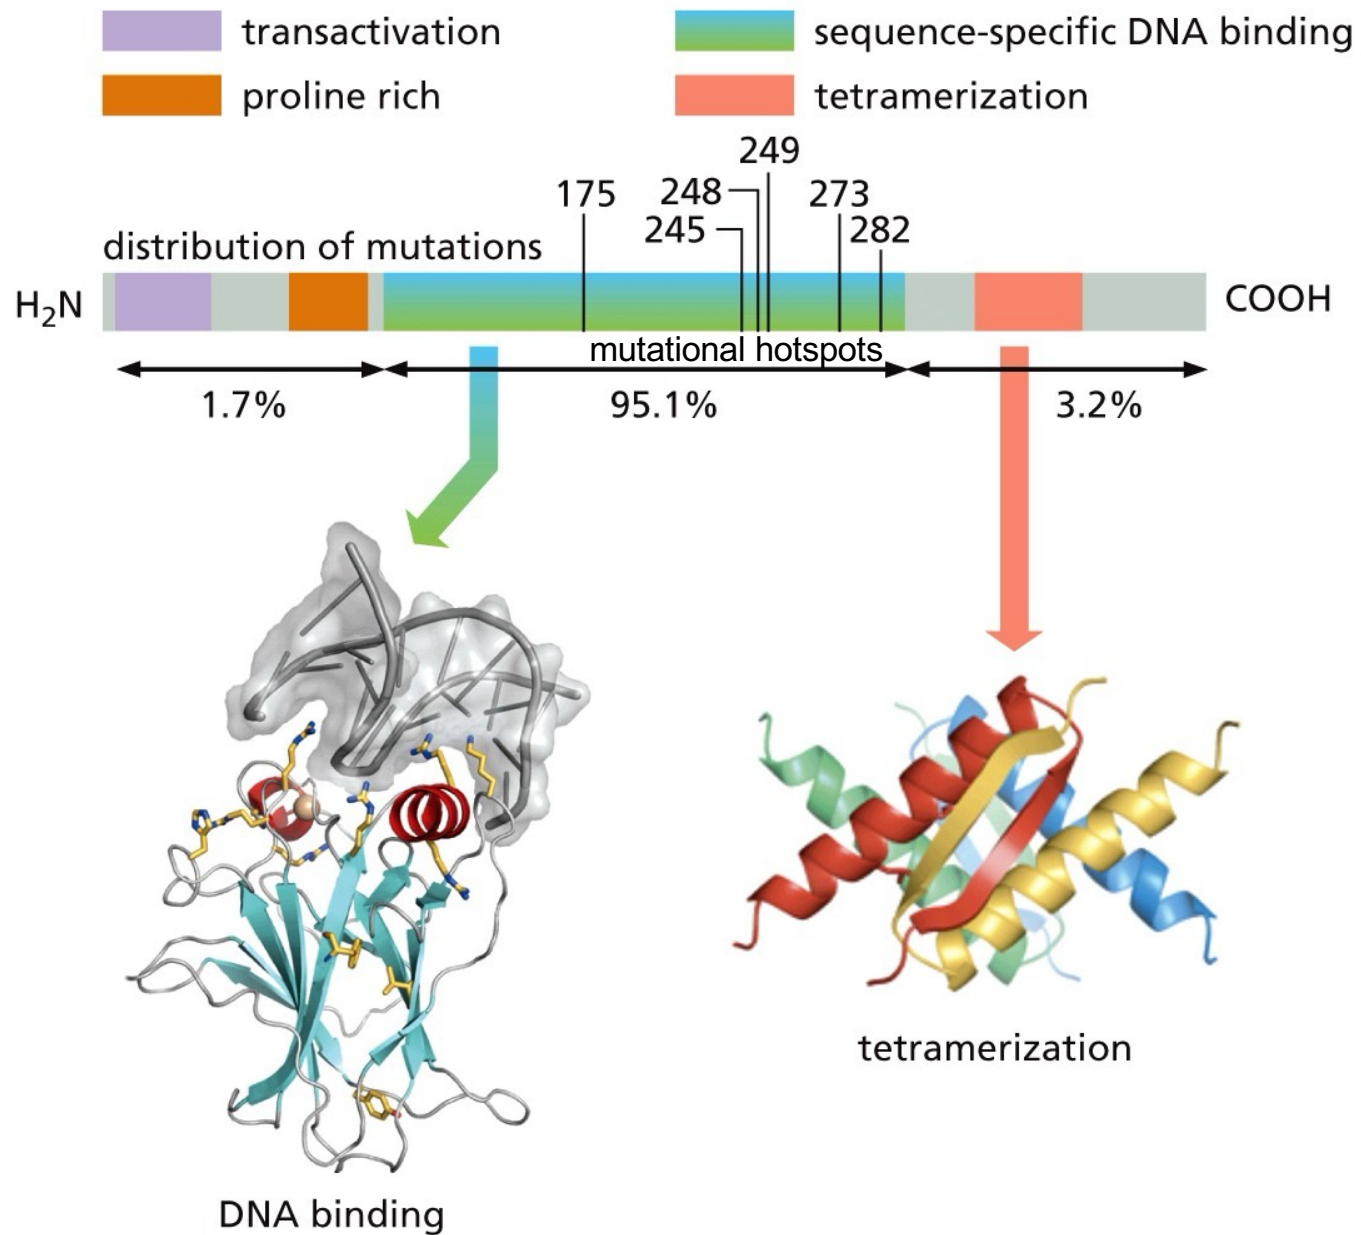 transactivation
sequence-specific DNA binding
proline rich
tetramerization
249
175
248
273
245
282
distribution of mutations
H₂N
COOH
mutational hotspots
1.7%
95.1%
3.2%
tetramerization
DNA binding